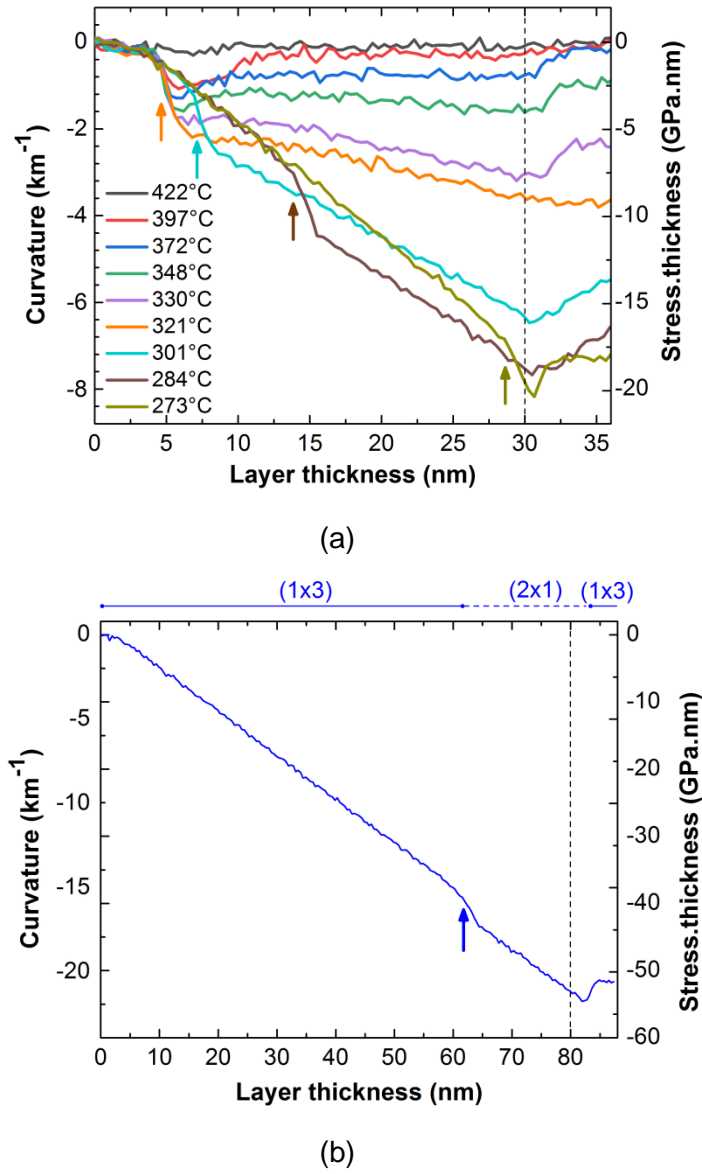 0
-2
-4
-6
-8
Curvature (km⁻¹)
0
-5
-10
-15
-20
Stress.thickness (GPa.nm)
422°C
397°C
372°C
348°C
330°C
321°C
301°C
284°C
273°C
0 5 10 15 20 25 30 35
Layer thickness (nm)
(a)
(1x3) (2x1) (1x3)
0
-5
-10
-15
-20
Curvature (km⁻¹)
0
-10
-20
-30
-40
-50
-60
Stress.thickness (GPa.nm)
0 10 20 30 40 50 60 70 80
Layer thickness (nm)
(b)